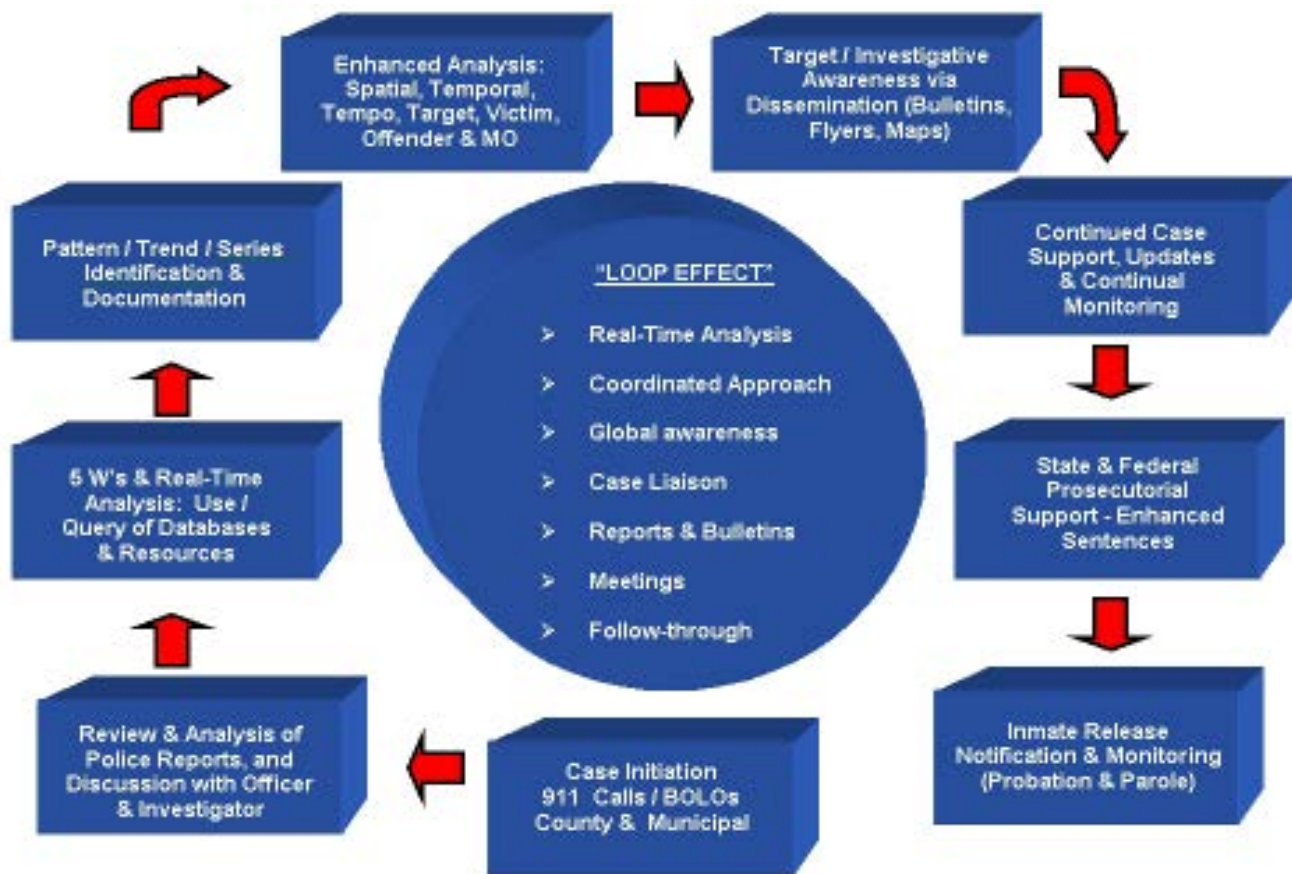 Enhanced Analysis:
Spatial, Temporal,
Tempo, Target, Victim,
Offender & MO
Target / Investigative
Awareness via
Dissemination (Bulletins,
Flyers, Maps)
Pattern / Trend / Series
Identification &
Documentation
"LOOP EFFECT"
➢ Real-Time Analysis
➢ Coordinated Approach
➢ Global awareness
➢ Case Liaison
➢ Reports & Bulletins
➢ Meetings
➢ Follow-through
Continued Case
Support, Updates
& Continual
Monitoring
5 W's & Real-Time
Analysis: Use /
Query of Databases
& Resources
State & Federal
Prosecutorial
Support - Enhanced
Sentences
Review & Analysis of
Police Reports, and
Discussion with Officer
& Investigator
Case Initiation
911 Calls / BOLOs
County & Municipal
Inmate Release
Notification & Monitoring
(Probation & Parole)